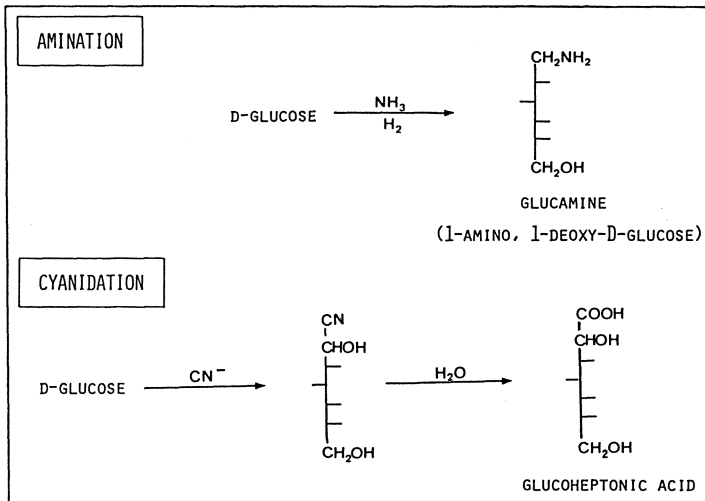 AMINATION
CH₂NH₂
D-GLUCOSE
NH₃
H₂
CH₂OH
GLUCAMINE
(1-AMINO, 1-DEOXY-D-GLUCOSE)
CYANIDATION
CN
CHOH
COOH
CHOH
D-GLUCOSE
CN⁻
H₂O
CH₂OH
CH₂OH
GLUCOHEPTONIC ACID